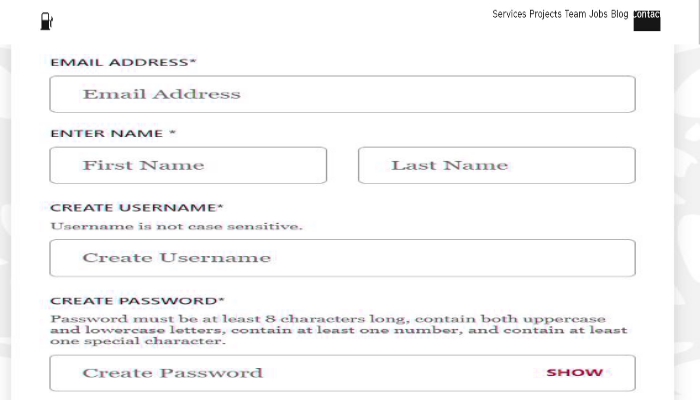 Services Projects Team Jobs Blog Contac
EMAIL ADDRESS*
Email Address
ENTER NAME *
First Name Last Name
CREATE USERNAME*
Username is not case sensitive.
Create Username
CREATE PASSWORD*
Password must be at least 8 characters long, contain both uppercase
and lowercase letters, contain at least one number, and contain at least
one special character.
Create Password SHOW